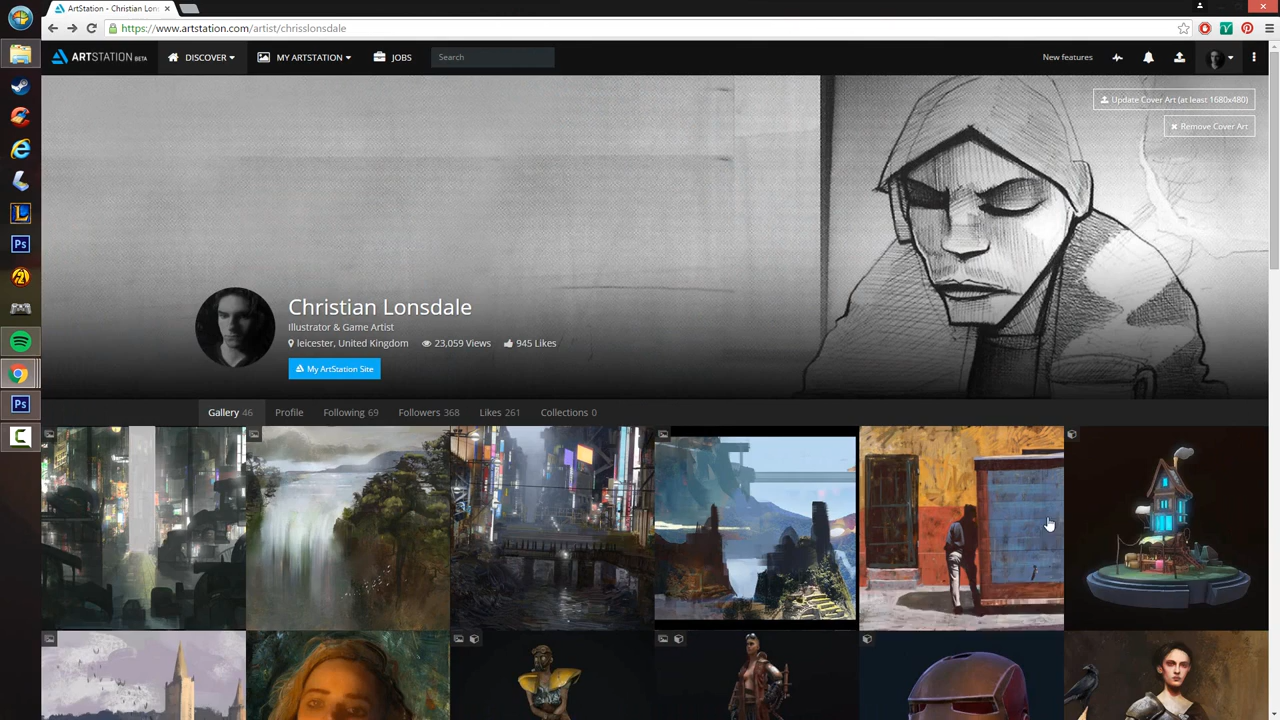 ArtStation - Christian Lon
https://www.artstation.com/artist/chrisslonsdale
ARTSTATION BETA
DISCOVER
MY ARTSTATION
JOBS
Search
New features
Update Cover Art (at least 1680x480)
Remove Cover Art
Christian Lonsdale
Illustrator & Game Artist
leicester, United Kingdom
23,059 Views
945 Likes
My ArtStation Site
Gallery 46
Profile
Following 69
Followers 368
Likes 261
Collections 0
Ps
Ps